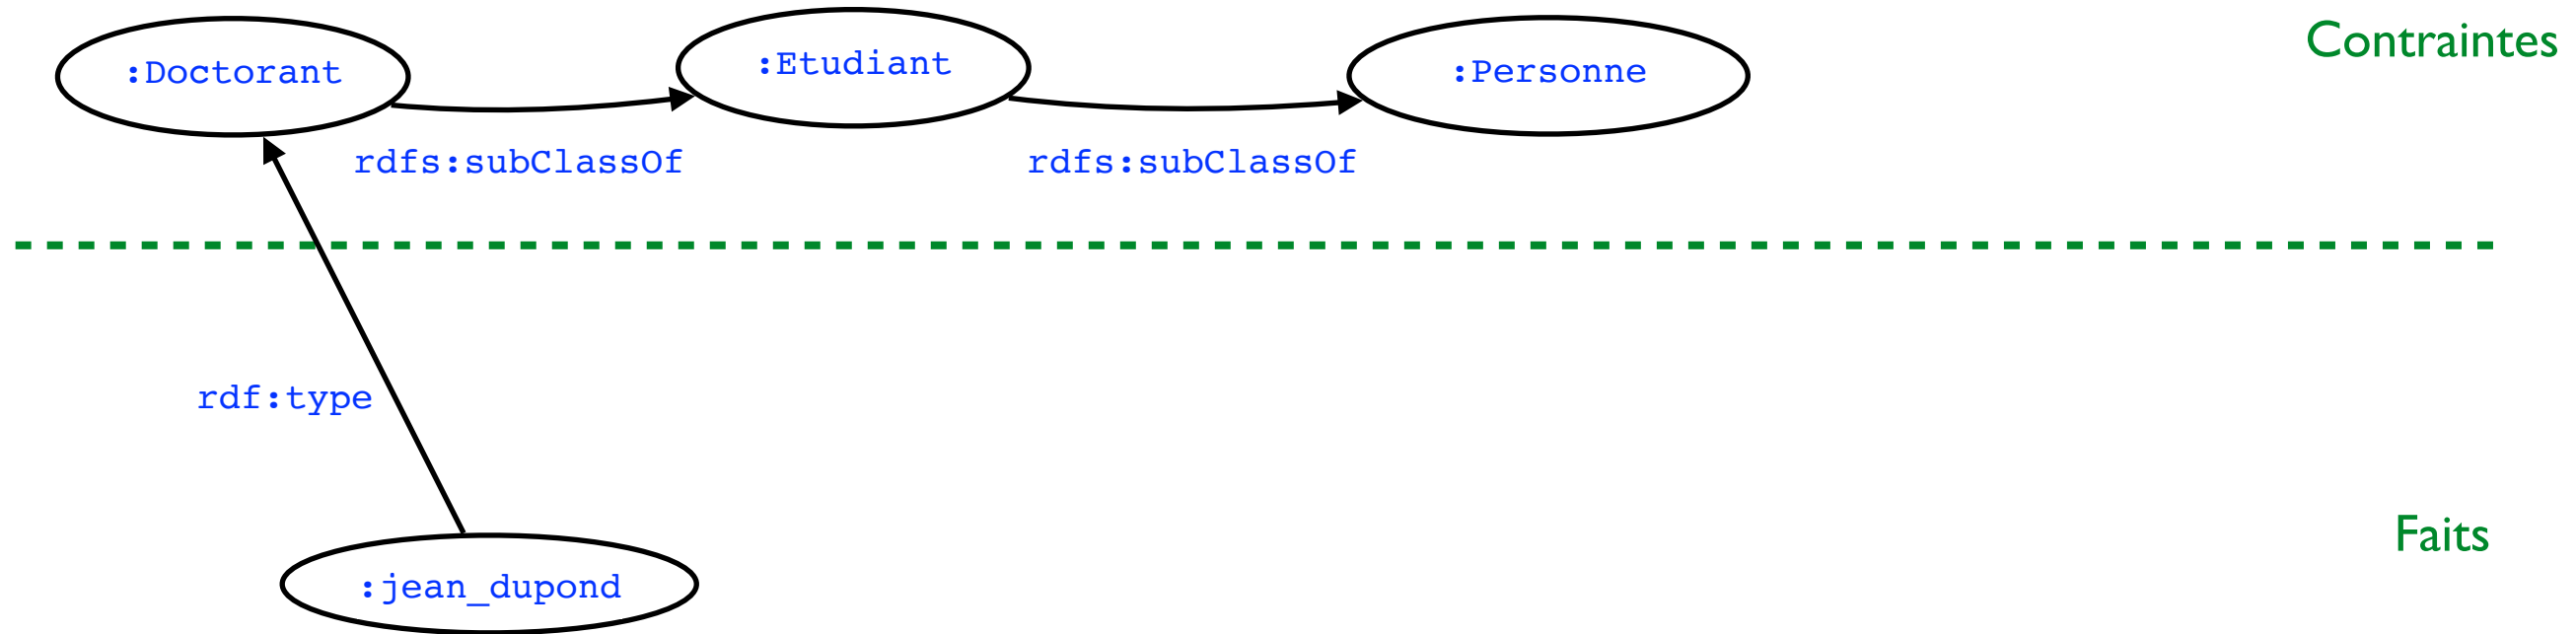 :Doctorant
:Etudiant
:Personne
Contraintes
rdfs:subClassOf
rdfs:subClassOf
rdf:type
Faits
:jean_dupond